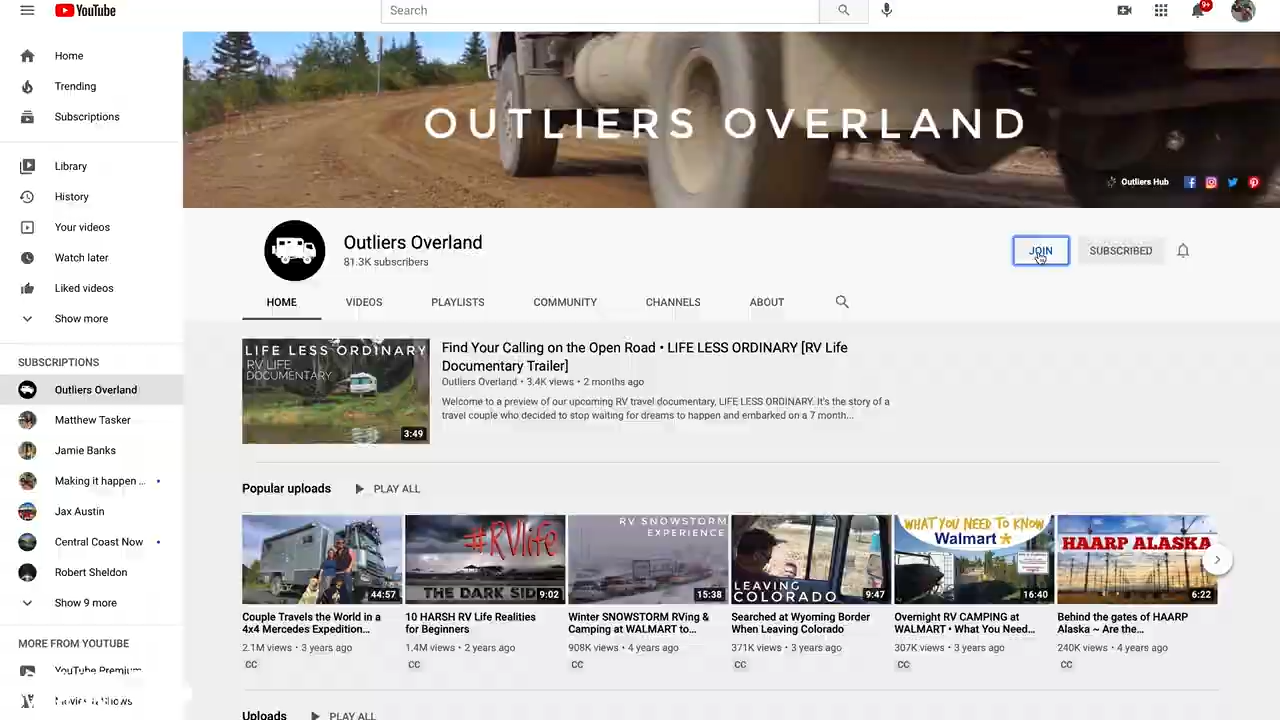 YouTube
Search
9+
Home
Trending
Subscriptions
Library
History
Your videos
Watch later
Liked videos
Show more
SUBSCRIPTIONS
Outliers Overland
Matthew Tasker
Jamie Banks
Making it happen ...
Jax Austin
Central Coast Now
Robert Sheldon
Show 9 more
MORE FROM YOUTUBE
YouTube Premium
Movies & Shows
OUTLIERS OVERLAND
Outliers Hub
Outliers Overland
81.3K subscribers
JOIN
SUBSCRIBED
HOME VIDEOS PLAYLISTS COMMUNITY CHANNELS ABOUT
LIFE LESS ORDINARY
RV LIFE
DOCUMENTARY
3:49
Find Your Calling on the Open Road • LIFE LESS ORDINARY [RV Life
Documentary Trailer]
Outliers Overland • 3.4K views • 2 months ago
Welcome to a preview of our upcoming RV travel documentary, LIFE LESS ORDINARY. It's the story of a
travel couple who decided to stop waiting for dreams to happen and embarked on a 7 month...
Popular uploads
PLAY ALL
44:57
Couple Travels the World in a
4x4 Mercedes Expedition...
2.1M views • 3 years ago
CC
#RVlife
THE DARK SIDE
9:02
10 HARSH RV Life Realities
for Beginners
1.4M views • 2 years ago
CC
RV SNOWSTORM
EXPERIENCE
15:38
Winter SNOWSTORM RVing &
Camping at WALMART to...
908K views • 4 years ago
CC
LEAVING
COLORADO
9:47
Searched at Wyoming Border
When Leaving Colorado
371K views • 3 years ago
CC
WHAT YOU NEED TO KNOW
Walmart
16:40
Overnight RV CAMPING at
WALMART • What You Need...
307K views • 3 years ago
CC
HAARP ALASKA
6:22
Behind the gates of HAARP
Alaska ~ Are the...
240K views • 4 years ago
CC
Uploads
PLAY ALL